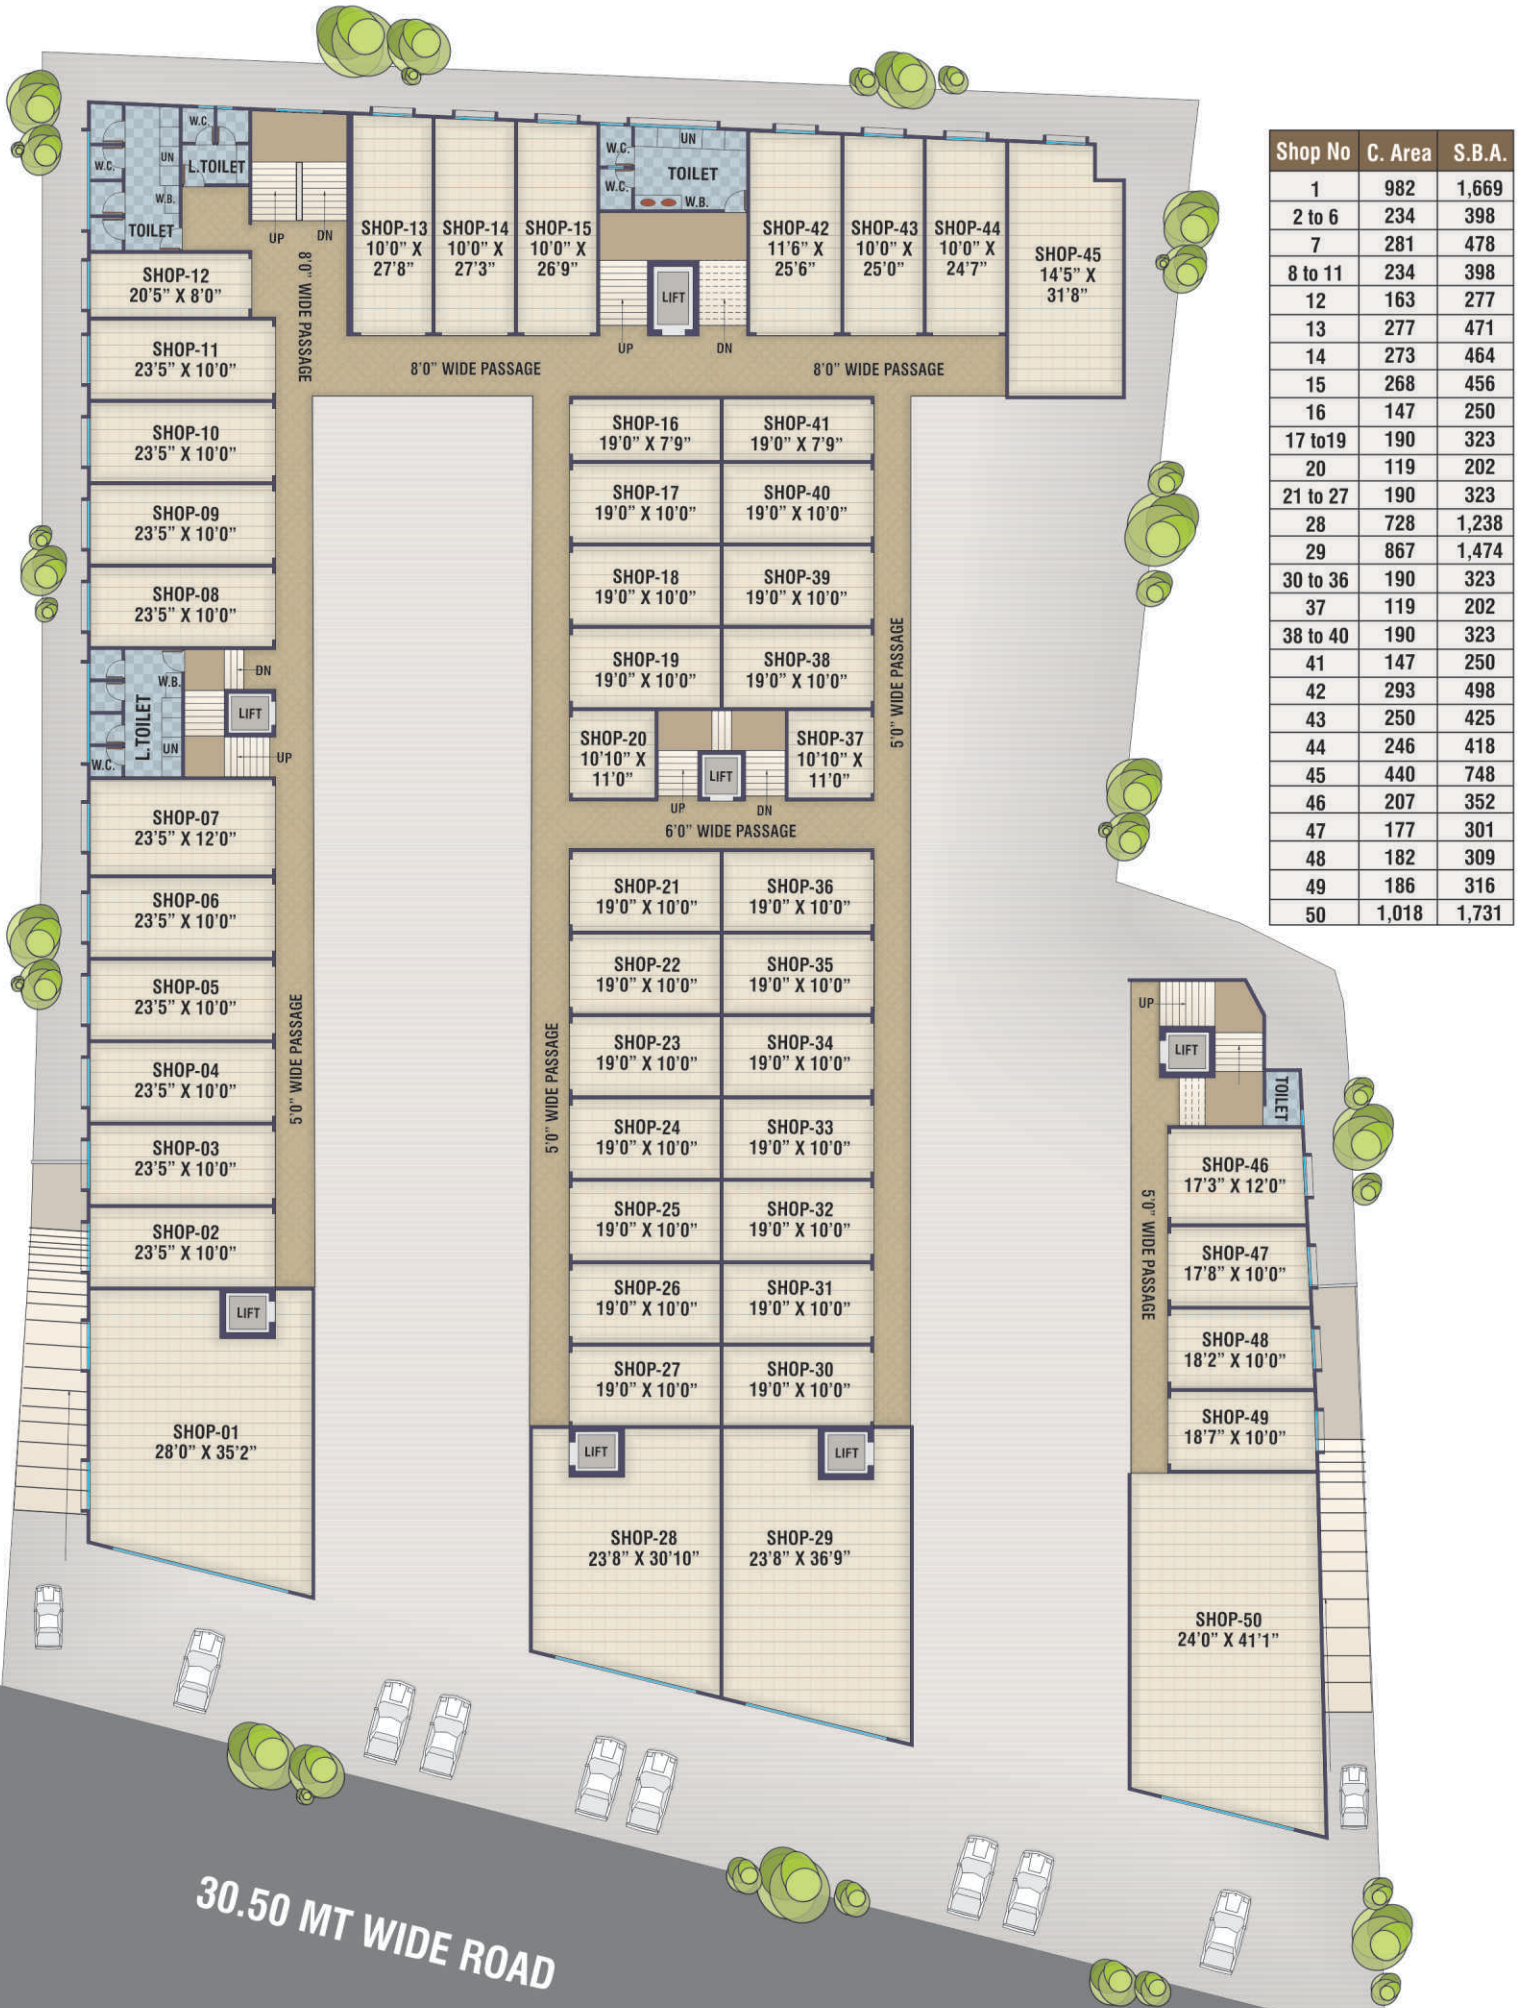 W.C.
W.C.
UN
L.TOILET
W.B.
TOILET
UP
DN
SHOP-13
10'0" X
27'8"
SHOP-14
10'0" X
27'3"
SHOP-15
10'0" X
26'9"
W.C.
W.C.
UN
TOILET
W.B.
LIFT
UP
DN
SHOP-42
11'6" X
25'6"
SHOP-43
10'0" X
25'0"
SHOP-44
10'0" X
24'7"
SHOP-45
14'5" X
31'8"
8'0" WIDE PASSAGE
8'0" WIDE PASSAGE
8'0" WIDE PASSAGE
SHOP-12
20'5" X 8'0"
SHOP-11
23'5" X 10'0"
SHOP-10
23'5" X 10'0"
SHOP-09
23'5" X 10'0"
SHOP-08
23'5" X 10'0"
W.B.
L.TOILET
UN
W.C.
DN
LIFT
UP
SHOP-07
23'5" X 12'0"
SHOP-06
23'5" X 10'0"
SHOP-05
23'5" X 10'0"
SHOP-04
23'5" X 10'0"
SHOP-03
23'5" X 10'0"
SHOP-02
23'5" X 10'0"
5'0" WIDE PASSAGE
LIFT
SHOP-01
28'0" X 35'2"
SHOP-16
19'0" X 7'9"
SHOP-41
19'0" X 7'9"
SHOP-17
19'0" X 10'0"
SHOP-40
19'0" X 10'0"
SHOP-18
19'0" X 10'0"
SHOP-39
19'0" X 10'0"
SHOP-19
19'0" X 10'0"
SHOP-38
19'0" X 10'0"
SHOP-20
10'10" X
11'0"
LIFT
UP
DN
SHOP-37
10'10" X
11'0"
5'0" WIDE PASSAGE
6'0" WIDE PASSAGE
SHOP-21
19'0" X 10'0"
SHOP-36
19'0" X 10'0"
SHOP-22
19'0" X 10'0"
SHOP-35
19'0" X 10'0"
SHOP-23
19'0" X 10'0"
SHOP-34
19'0" X 10'0"
SHOP-24
19'0" X 10'0"
SHOP-33
19'0" X 10'0"
SHOP-25
19'0" X 10'0"
SHOP-32
19'0" X 10'0"
SHOP-26
19'0" X 10'0"
SHOP-31
19'0" X 10'0"
SHOP-27
19'0" X 10'0"
SHOP-30
19'0" X 10'0"
5'0" WIDE PASSAGE
LIFT
LIFT
SHOP-28
23'8" X 30'10"
SHOP-29
23'8" X 36'9"
UP
LIFT
TOILET
SHOP-46
17'3" X 12'0"
SHOP-47
17'8" X 10'0"
SHOP-48
18'2" X 10'0"
SHOP-49
18'7" X 10'0"
5'0" WIDE PASSAGE
SHOP-50
24'0" X 41'1"
30.50 MT WIDE ROAD
Shop No C. Area S.B.A.
1 982 1,669
2 to 6 234 398
7 281 478
8 to 11 234 398
12 163 277
13 277 471
14 273 464
15 268 456
16 147 250
17 to19 190 323
20 119 202
21 to 27 190 323
28 728 1,238
29 867 1,474
30 to 36 190 323
37 119 202
38 to 40 190 323
41 147 250
42 293 498
43 250 425
44 246 418
45 440 748
46 207 352
47 177 301
48 182 309
49 186 316
50 1,018 1,731